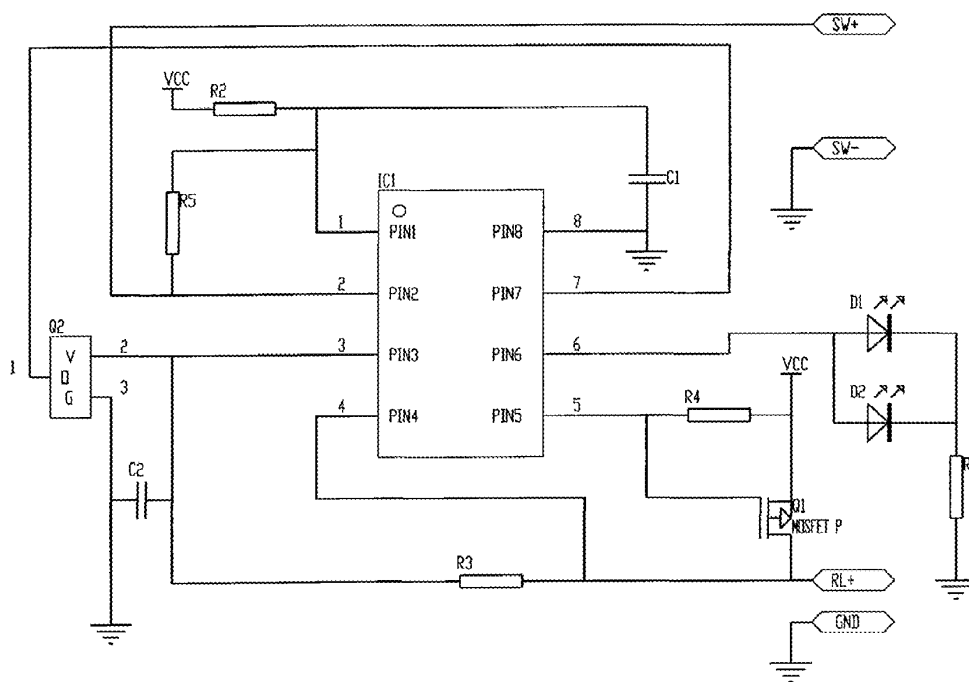 SW+
VCC
R2
SW-
C1
IC1
R5
1
PIN1
PIN8
8
2
PIN2
PIN7
7
Q2
D1
1
V
O
G
2
3
PIN3
PIN6
6
VCC
3
4
PIN4
PIN5
5
R4
D2
C2
R
Q1
MOSFET P
R3
RL+
GND